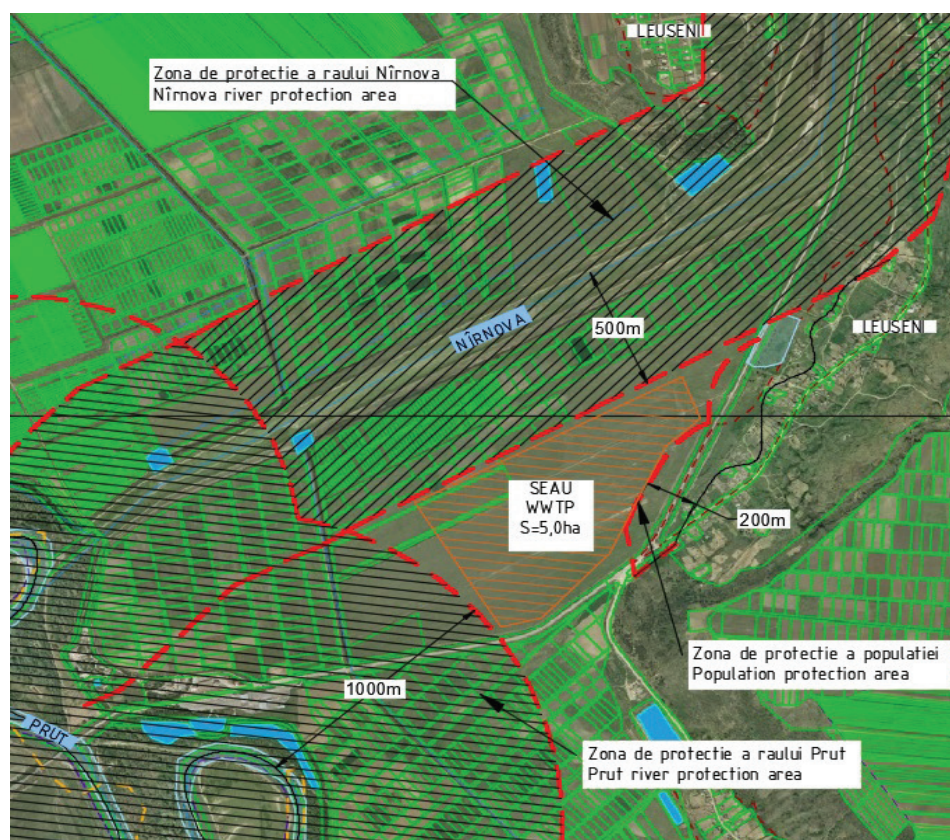 LEUSENI
Zona de protectie a raului Nîrnova
Nîrnova river protection area
500m
NÎRNOVA
LEUSENI
SEAU
WWTP
S=5,0ha
200m
Zona de protectie a populatiei
Population protection area
1000m
PRUT
Zona de protectie a raului Prut
Prut river protection area